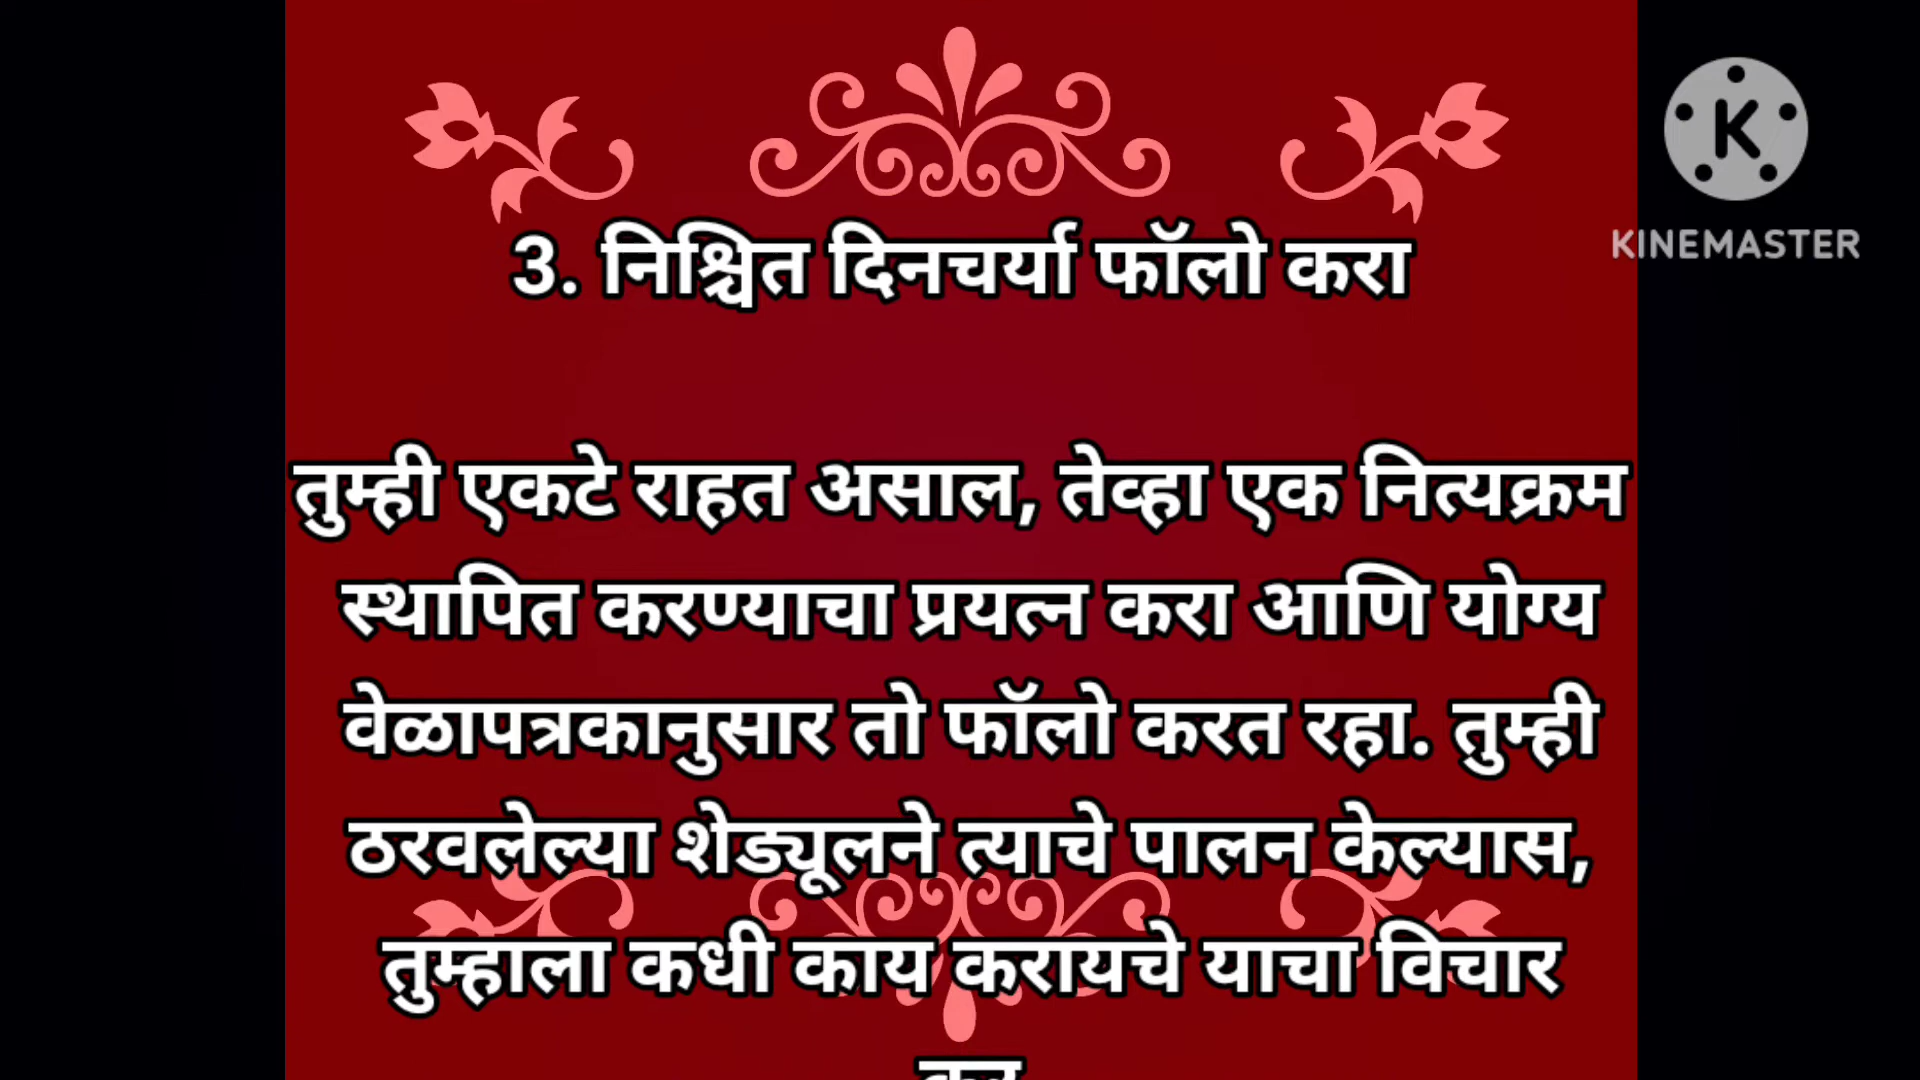 3. निश्चित दिनचर्या फॉलो करा
तुम्ही एकटे राहत असाल, तेव्हा एक नित्यक्रम
स्थापित करण्याचा प्रयत्न करा आणि योग्य
वेळापत्रकानुसार तो फॉलो करत रहा. तुम्ही
ठरवलेल्या शेड्यूलने त्याचे पालन केल्यास,
तुम्हाला कधी काय करायचे याचा विचार
K
KINEMASTER